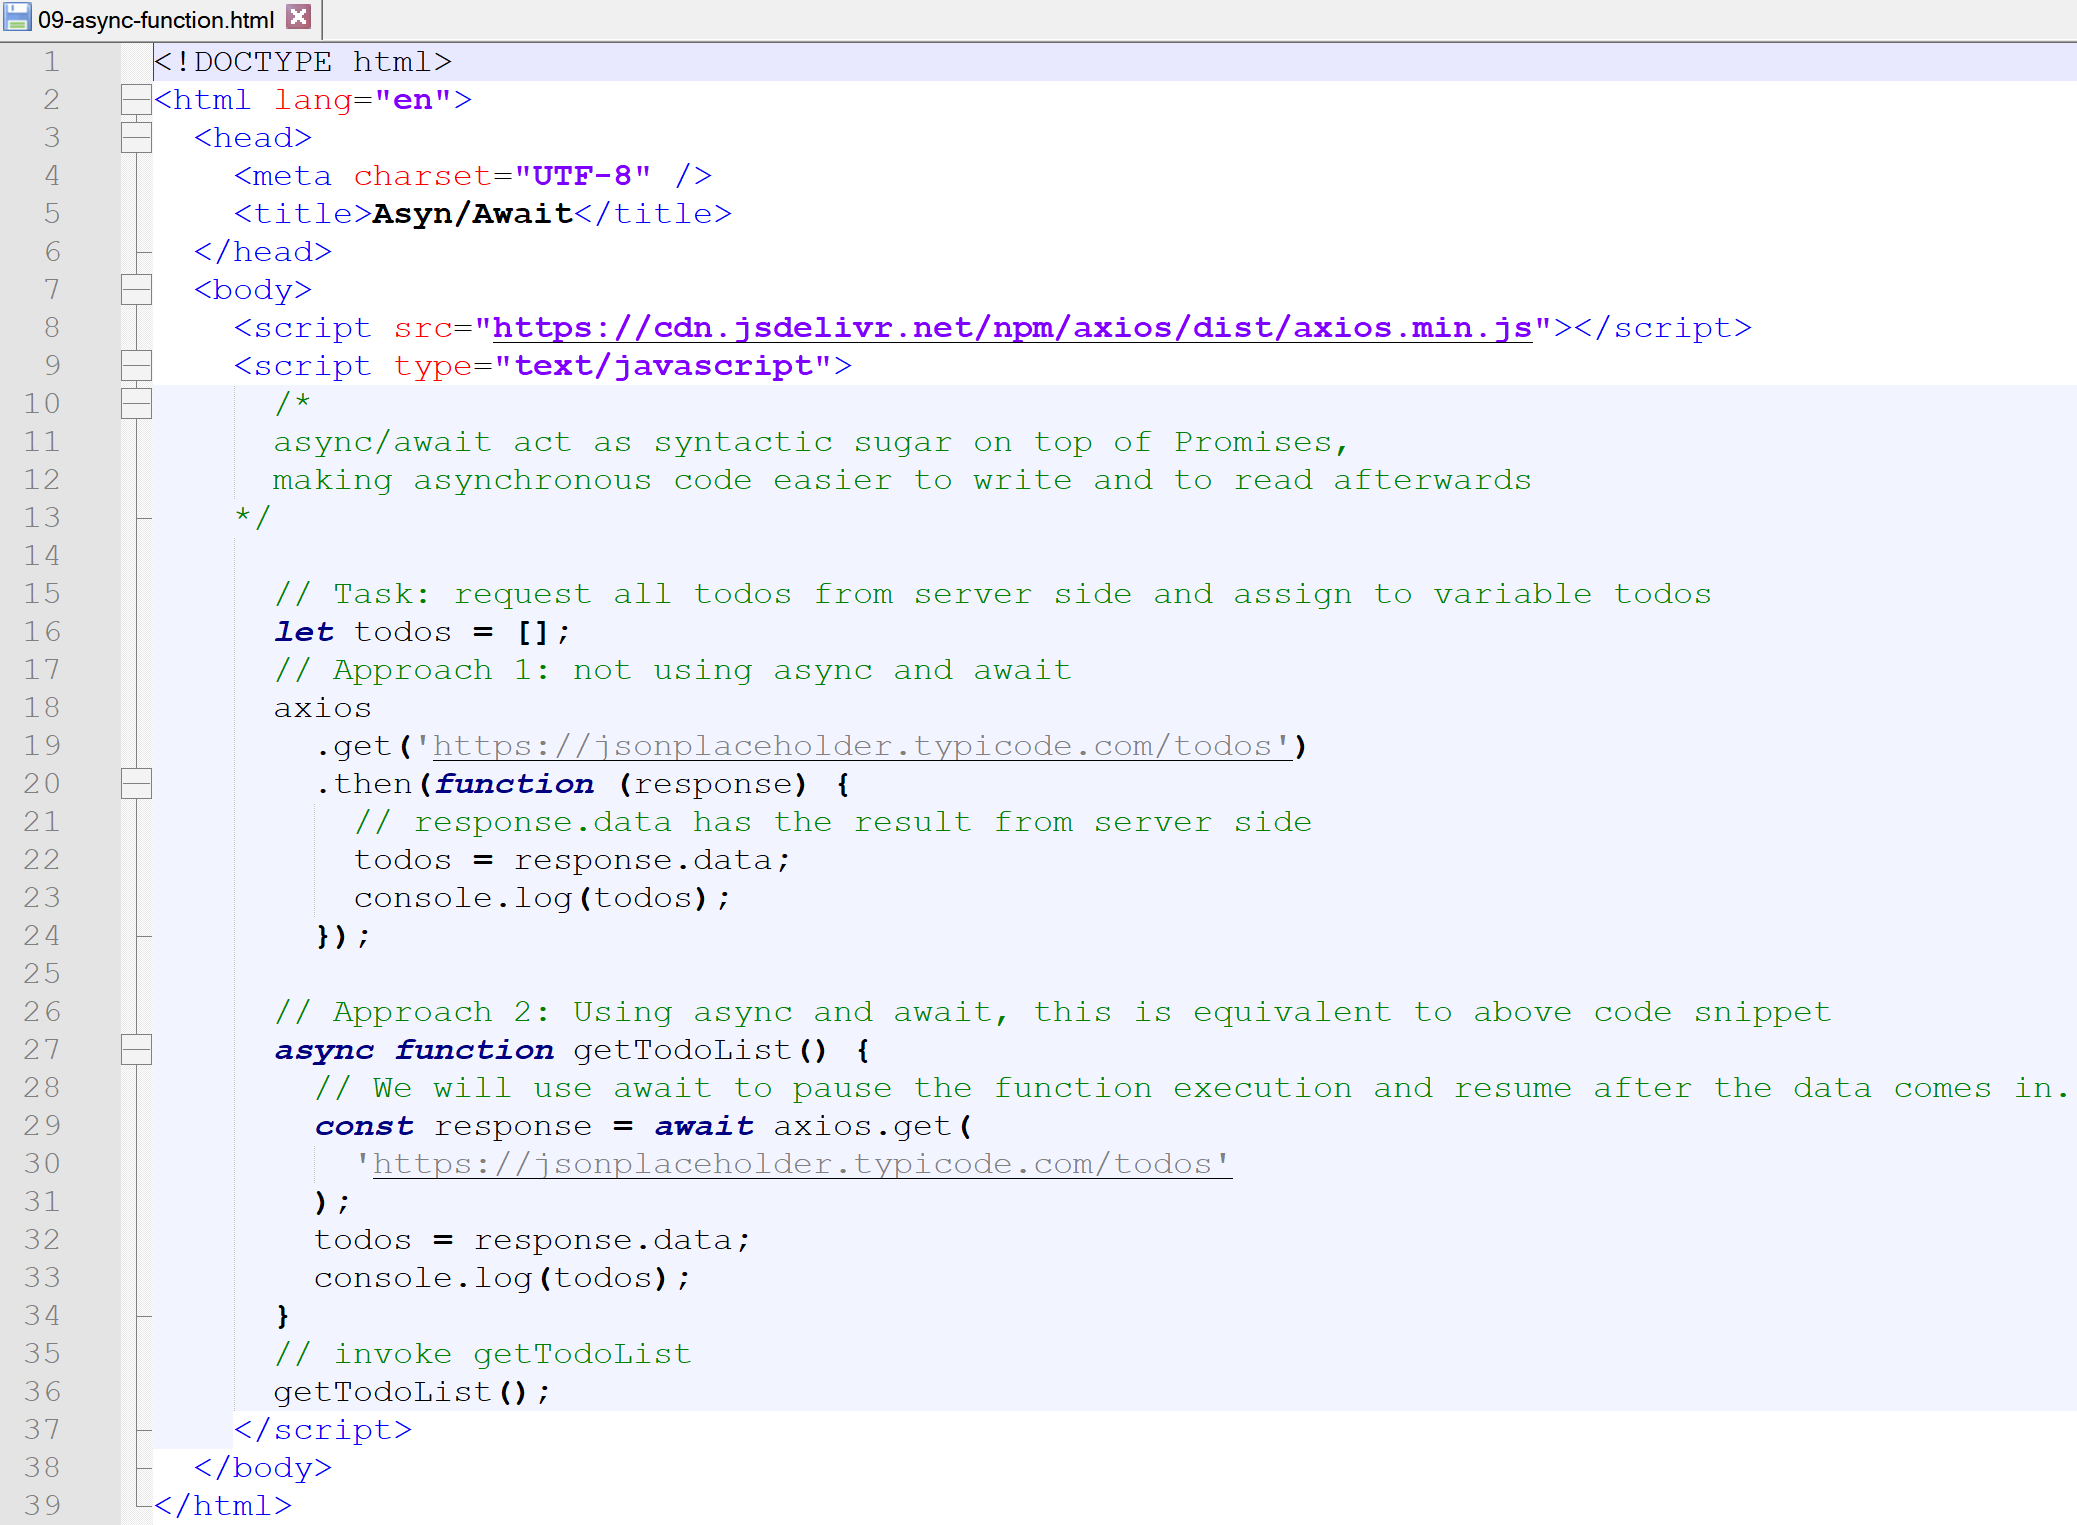 09-async-function.html
1 <!DOCTYPE html>
2 <html lang="en">
3   <head>
4     <meta charset="UTF-8" />
5     <title>Asyn/Await</title>
6   </head>
7   <body>
8     <script src="https://cdn.jsdelivr.net/npm/axios/dist/axios.min.js"></script>
9     <script type="text/javascript">
10       /*
11       async/await act as syntactic sugar on top of Promises,
12       making asynchronous code easier to write and to read afterwards
13     */
14
15       // Task: request all todos from server side and assign to variable todos
16       let todos = [];
17       // Approach 1: not using async and await
18       axios
19         .get('https://jsonplaceholder.typicode.com/todos')
20         .then(function (response) {
21           // response.data has the result from server side
22           todos = response.data;
23           console.log(todos);
24         });
25
26       // Approach 2: Using async and await, this is equivalent to above code snippet
27       async function getTodoList() {
28         // We will use await to pause the function execution and resume after the data comes in.
29         const response = await axios.get(
30           'https://jsonplaceholder.typicode.com/todos'
31         );
32         todos = response.data;
33         console.log(todos);
34       }
35       // invoke getTodoList
36       getTodoList();
37     </script>
38   </body>
39 </html>